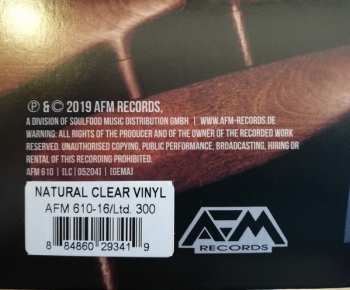 ℗ & © 2019 AFM RECORDS,
A DIVISION OF SOULFOOD MUSIC DISTRIBUTION GMBH | WWW.AFM-RECORDS.DE
WARNING: ALL RIGHTS OF THE PRODUCER AND OF THE OWNER OF THE RECORDED WORK
RESERVED. UNAUTHORISED COPYING, PUBLIC PERFORMANCE, BROADCASTING, HIRING OR
RENTAL OF THIS RECORDING PROHIBITED.
AFM 610 | [LC | 05204] | [GEMA]
NATURAL CLEAR VINYL
AFM 610-16/Ltd. 300
8 84860 29341 9
AFM
RECORDS